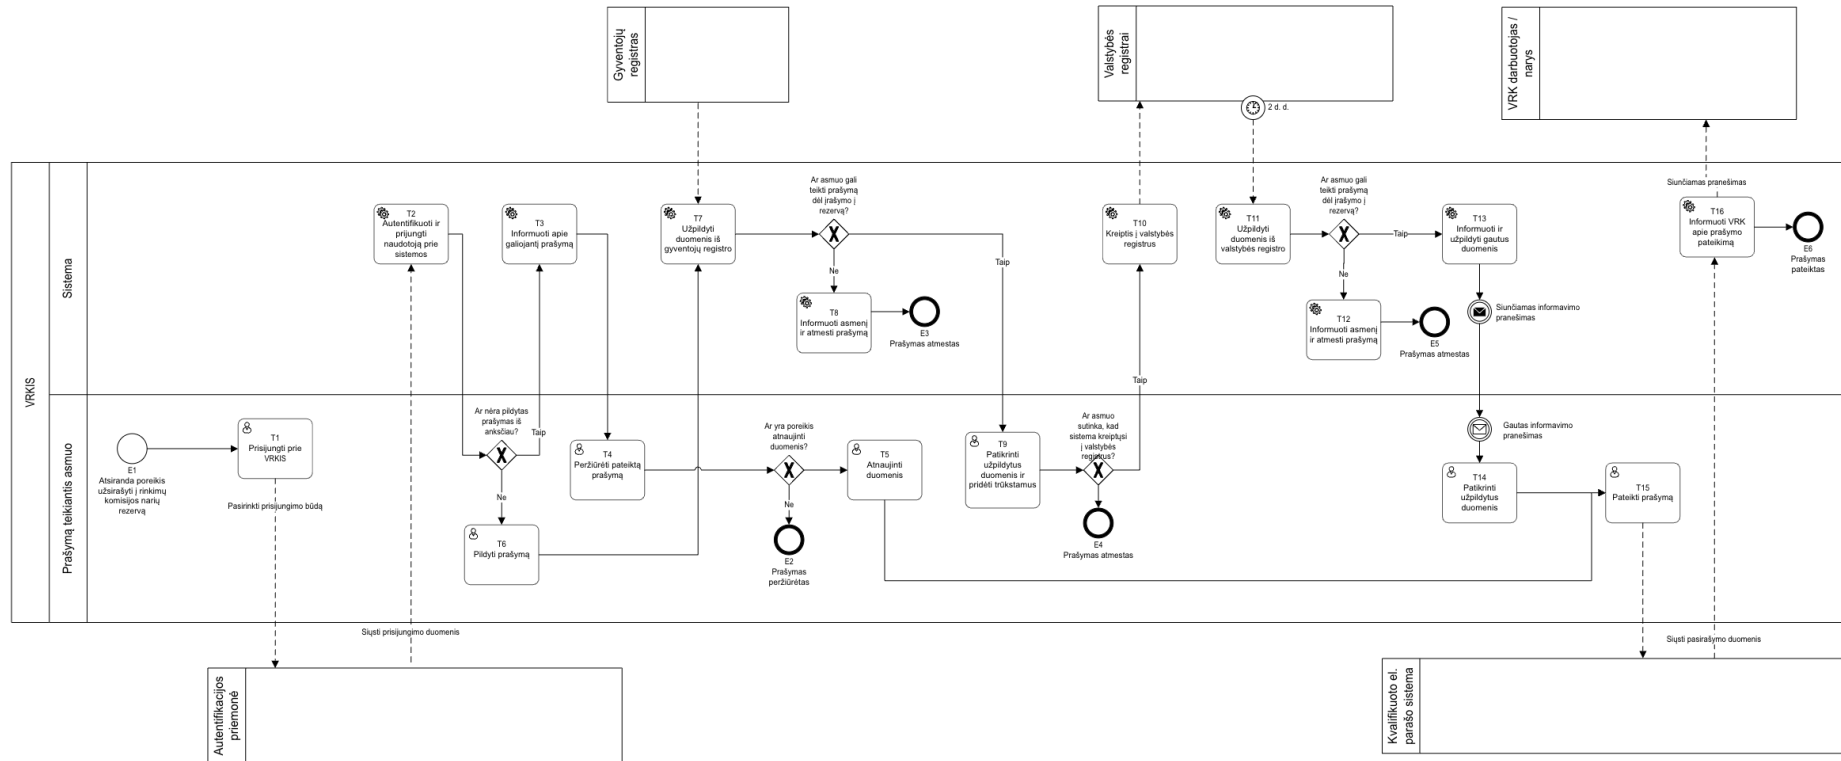 Gyventojų
registras
Valstybės
registrai
2 d. d.
VRK darbuotojas /
narys
VRKIS
Sistema
T2
Autentifikuoti ir
prijungti
naudotoją prie
sistemos
T3
Informuoti apie
galiojantį prašymą
T7
Užpildyti
duomenis iš
gyventojų registro
Ar asmuo gali
teikti prašymą
dėl įrašymo į
rezervą?
Taip
Ne
T8
Informuoti asmenį
ir atmesti prašymą
E3
Prašymas atmestas
T10
Kreiptis į valstybės
registrus
T11
Užpildyti
duomenis iš
valstybės registro
Ar asmuo gali
teikti prašymą
dėl įrašymo į
rezervą?
Taip
Ne
T12
Informuoti asmenį
ir atmesti prašymą
E5
Prašymas atmestas
T13
Informuoti ir
užpildyti gautus
duomenis
Siunčiamas informavimo
pranešimas
Siunčiamas pranešimas
T16
Informuoti VRK
apie prašymo
pateikimą
E6
Prašymas
pateiktas
Prašymą teikiantis asmuo
E1
Atsiranda poreikis
užsirašyti į rinkimų
komisijos narių
rezervą
T1
Prisijungti prie
VRKIS
Pasirinkti prisijungimo būdą
Ar nėra pildytas
prašymas iš
anksčiau?
Taip
Ne
T6
Pildyti prašymą
T4
Peržiūrėti pateiktą
prašymą
Ar yra poreikis
atnaujinti
duomenis?
Ne
E2
Prašymas
peržiūrėtas
T5
Atnaujinti
duomenis
T9
Patikrinti
užpildytus
duomenis ir
pridėti trūkstamus
Ar asmuo
sutinka, kad
sistema kreiptųsi
į valstybės
registrus?
Taip
Ne
E4
Prašymas atmestas
Gautas informavimo
pranešimas
T14
Patikrinti
užpildytus
duomenis
T15
Pateikti prašymą
Siųsti prisijungimo duomenis
Siųsti pasirašymo duomenis
Autentifikacijos
priemonė
Kvalifikuoto el.
parašo sistema